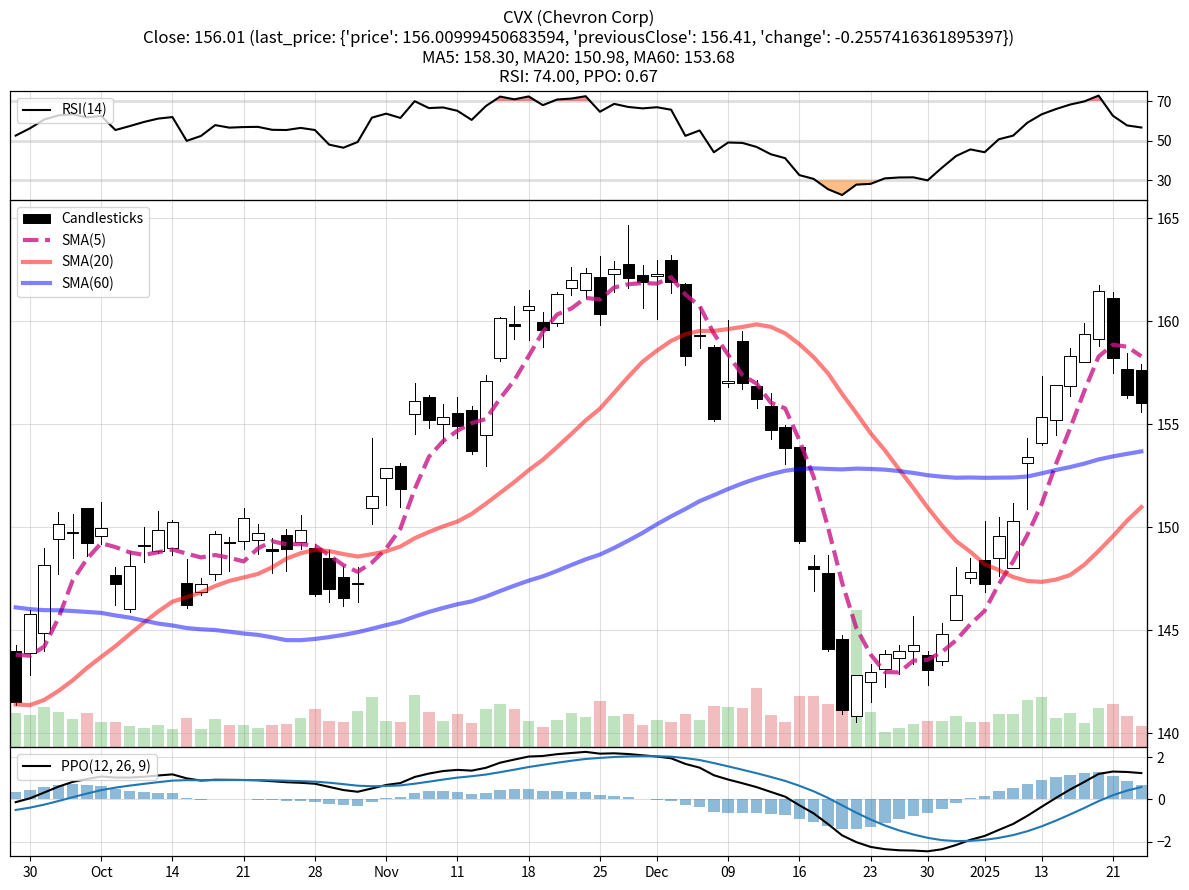 CVX (Chevron Corp)
Close: 156.01 (last_price: {'price': 156.00999450683594, 'previousClose': 156.41, 'change': -0.2557416361895397})
MA5: 158.30, MA20: 150.98, MA60: 153.68
RSI: 74.00, PPO: 0.67
RSI(14)
70
50
30
Candlesticks
SMA(5)
SMA(20)
SMA(60)
165
160
155
150
145
140
PPO(12, 26, 9)
2
0
−2
30 Oct 14 21 28 Nov 11 18 25 Dec 09 16 23 30 2025 13 21